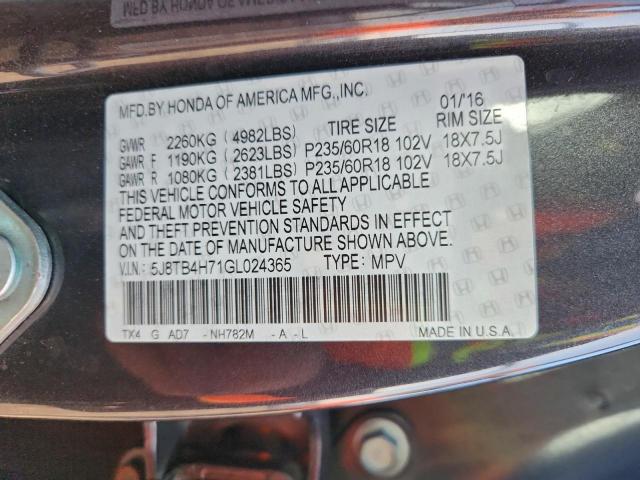 MFD.BY HONDA OF AMERICA MFG.,INC. 01/'16
GVWR 2260KG (4982LBS) TIRE SIZE RIM SIZE
GAWR F 1190KG (2623LBS) P235/60R18 102V 18X7.5J
GAWR R 1080KG (2381LBS) P235/60R18 102V 18X7.5J
THIS VEHICLE CONFORMS TO ALL APPLICABLE
FEDERAL MOTOR VEHICLE SAFETY
AND THEFT PREVENTION STANDARDS IN EFFECT
ON THE DATE OF MANUFACTURE SHOWN ABOVE.
V.I.N.: 5J8TB4H71GL024365 TYPE: MPV
TX4 G AD7 -NH782M -A -L MADE IN U.S.A.